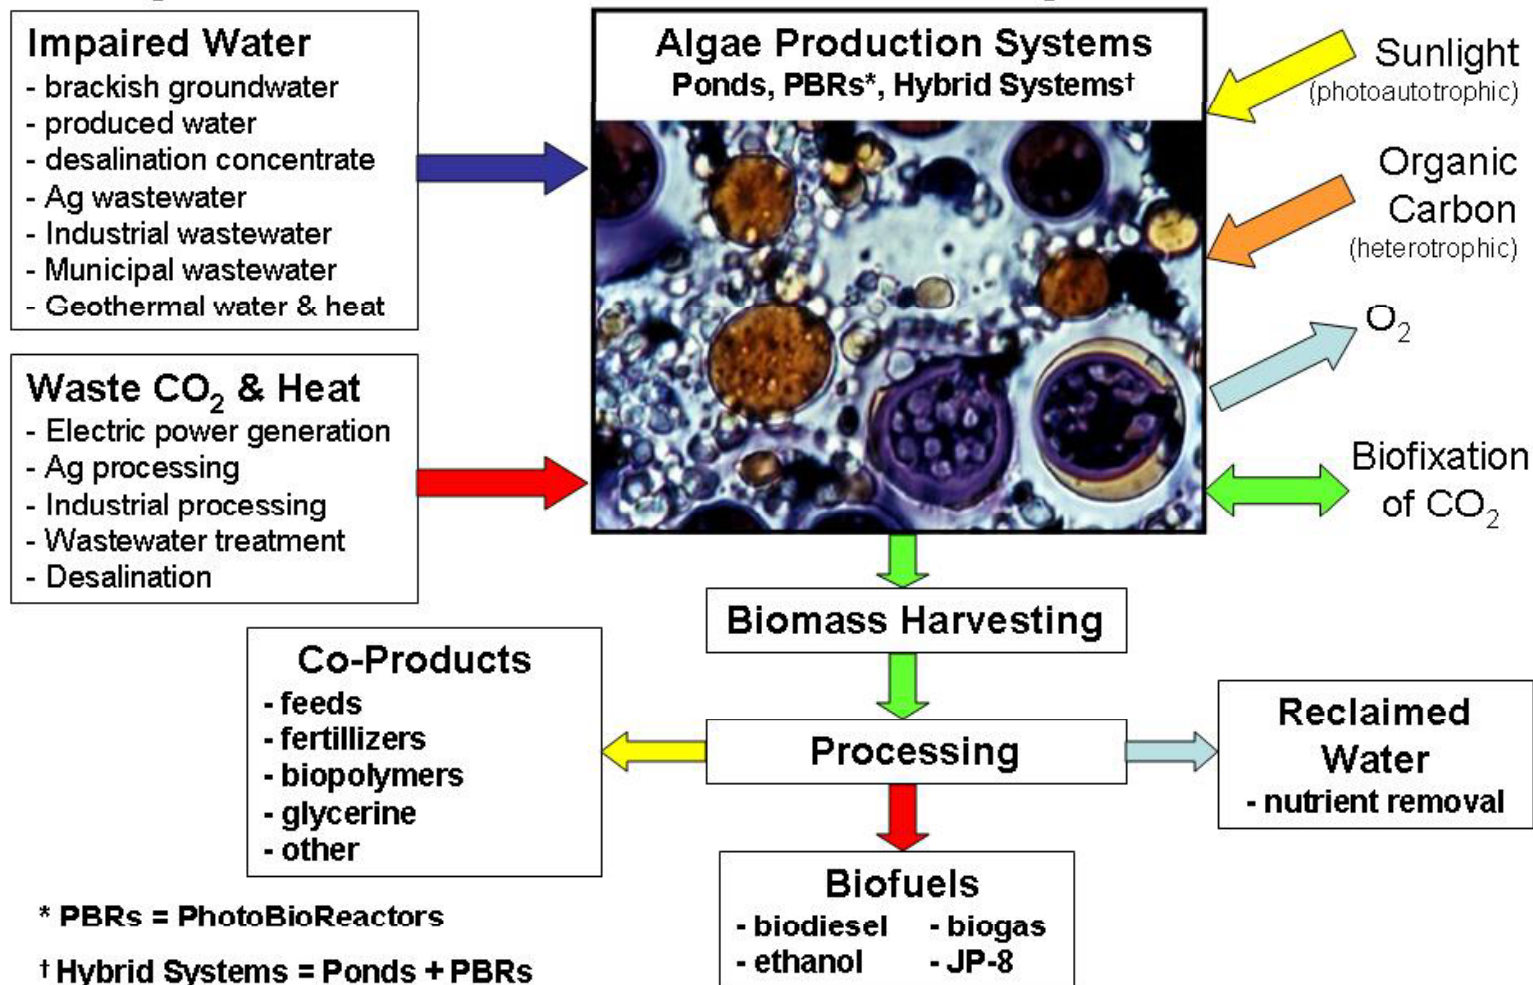 Impaired Water
- brackish groundwater
- produced water
- desalination concentrate
- Ag wastewater
- Industrial wastewater
- Municipal wastewater
- Geothermal water & heat
Waste CO₂ & Heat
- Electric power generation
- Ag processing
- Industrial processing
- Wastewater treatment
- Desalination
Algae Production Systems
Ponds, PBRs*, Hybrid Systems†
Sunlight
(photoautotrophic)
Organic
Carbon
(heterotrophic)
O₂
Biofixation
of CO₂
Biomass Harvesting
Processing
Co-Products
- feeds
- fertillizers
- biopolymers
- glycerine
- other
Reclaimed
Water
- nutrient removal
Biofuels
- biodiesel - biogas
- ethanol - JP-8
* PBRs = PhotoBioReactors
† Hybrid Systems = Ponds + PBRs